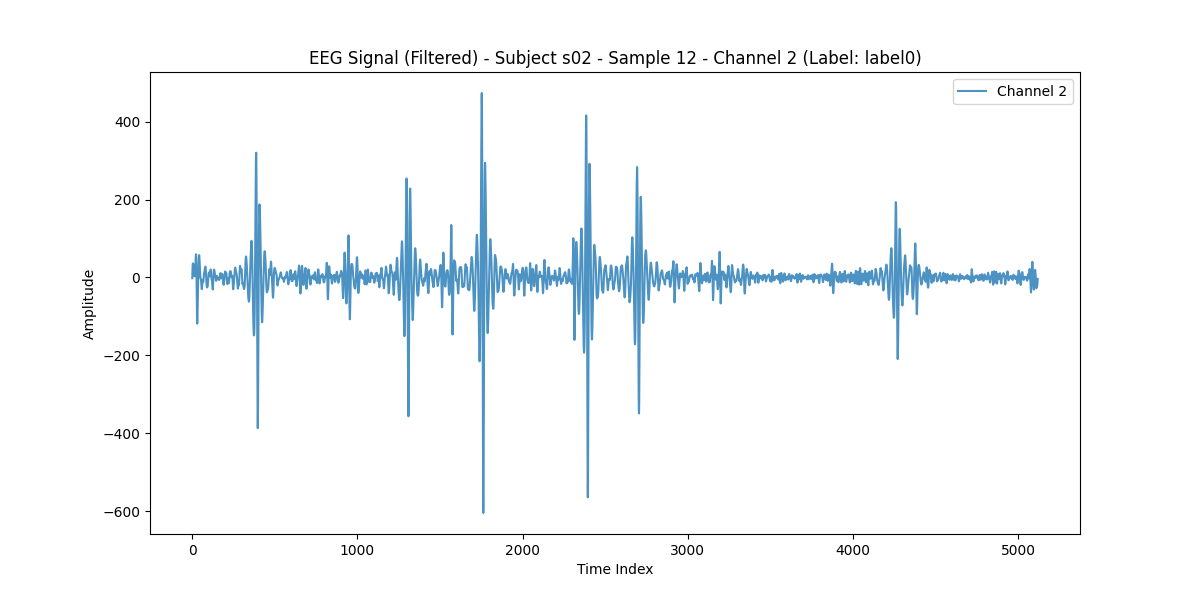 EEG Signal (Filtered) - Subject s02 - Sample 12 - Channel 2 (Label: label0)
Channel 2
400
200
0
−200
−400
−600
Amplitude
0 1000 2000 3000 4000 5000
Time Index